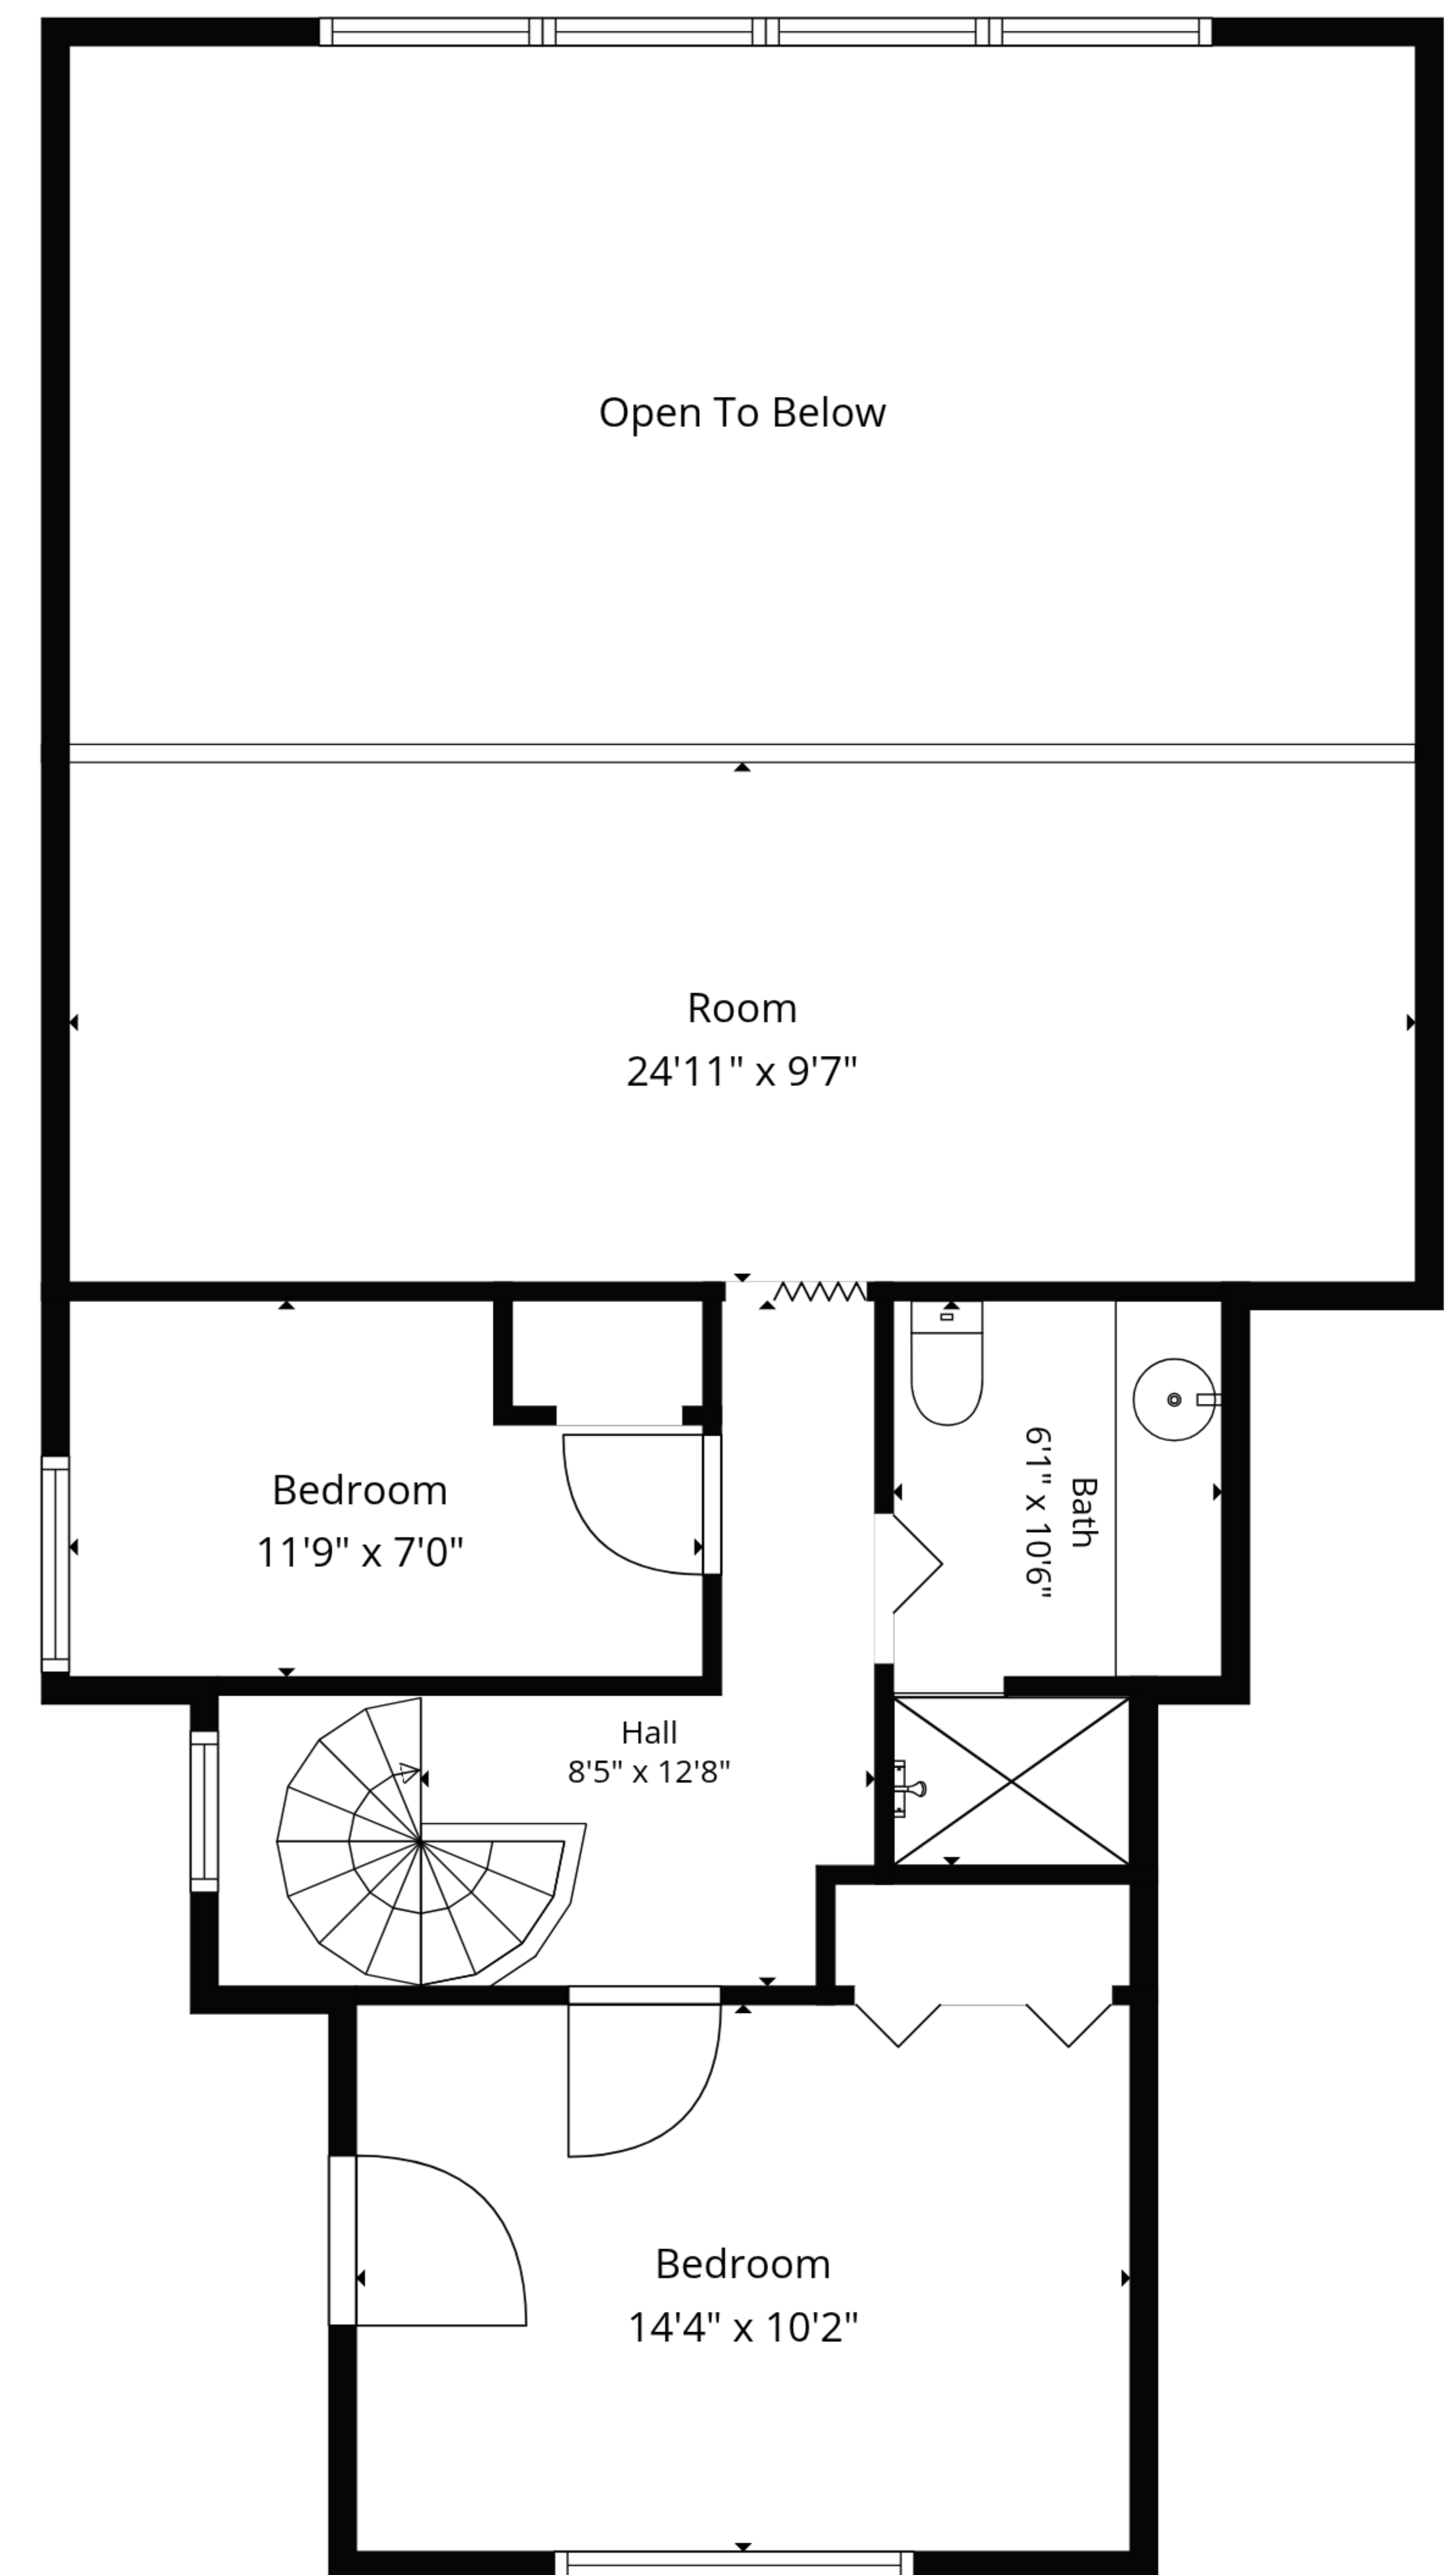 Open To Below
Room
24'11" x 9'7"
Bedroom
11'9" x 7'0"
Bath
6'1" x 10'6"
Hall
8'5" x 12'8"
Bedroom
14'4" x 10'2"